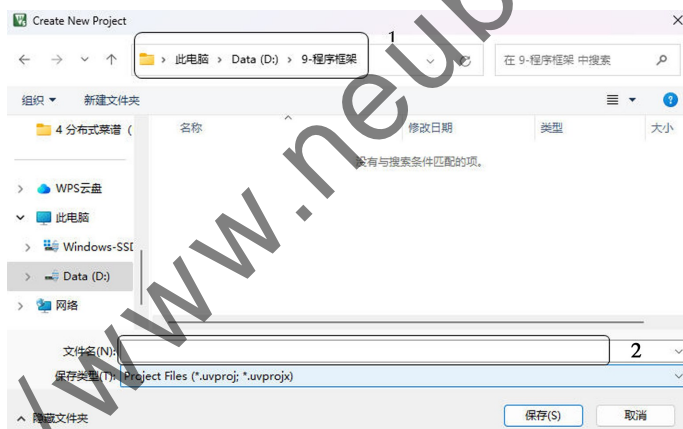 Create New Project
1
此电脑 › Data (D:) › 9-程序框架
在 9-程序框架 中搜索
组织 新建文件夹
4 分布式菜谱 (
名称 修改日期 类型 大小
没有与搜索条件匹配的项。
WPS云盘
此电脑
Windows-SSD
Data (D:)
网络
文件名(N): 2
保存类型(T): Project Files (*.uvproj; *.uvprojx)
隐藏文件夹 保存(S) 取消
www.neub